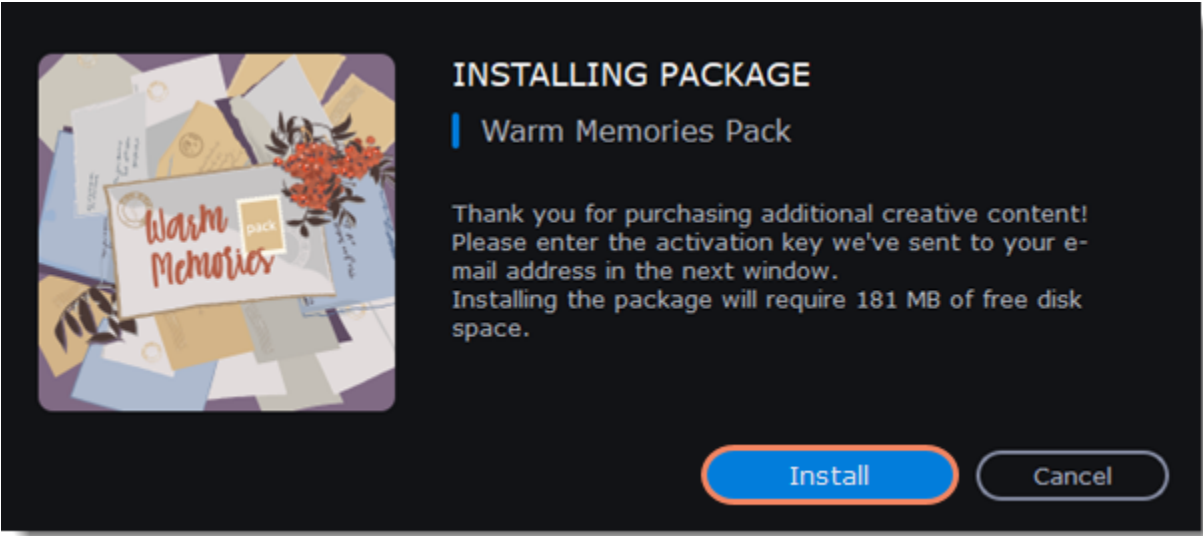 INSTALLING PACKAGE
Warm Memories Pack
Warm
pack
Memories
Thank you for purchasing additional creative content!
Please enter the activation key we've sent to your e-
mail address in the next window.
Installing the package will require 181 MB of free disk
space.
Install
Cancel